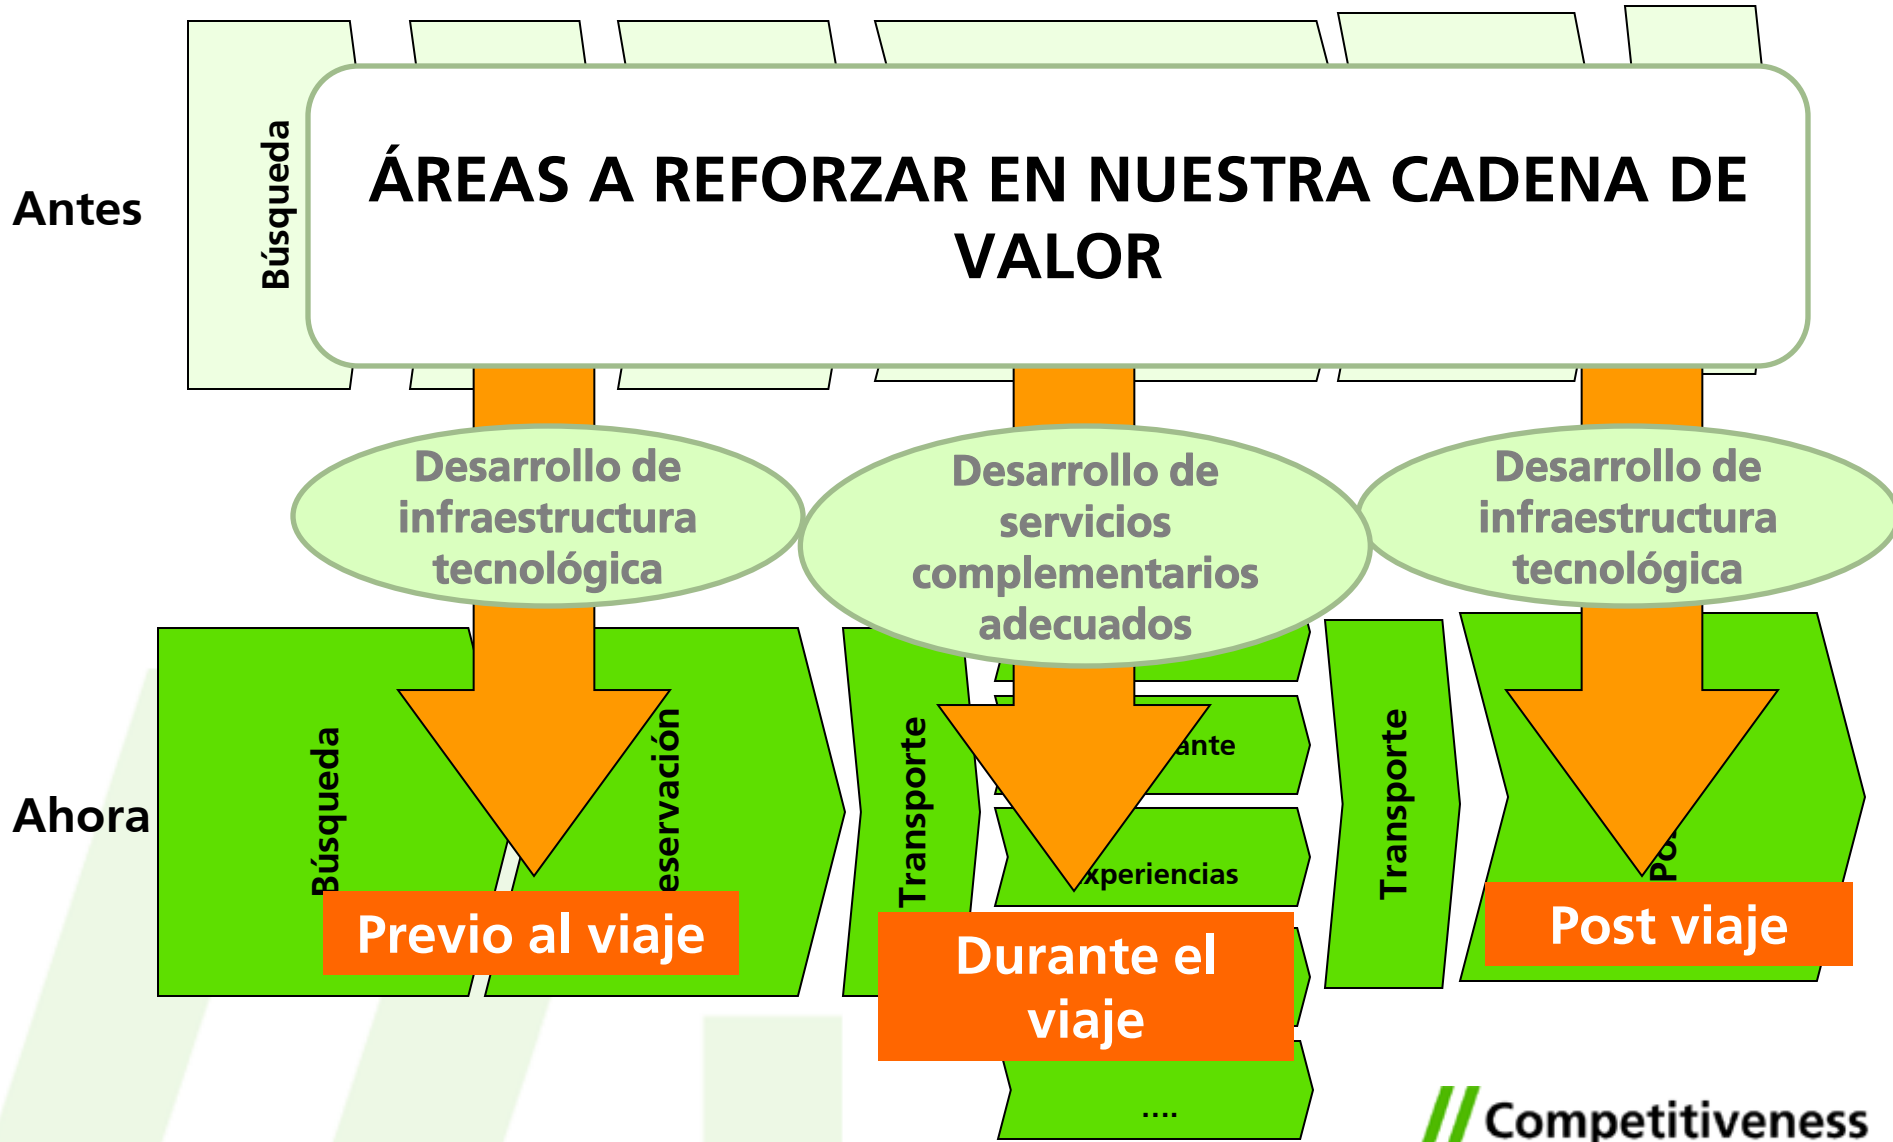 Antes
Búsqueda
ÁREAS A REFORZAR EN NUESTRA CADENA DE
VALOR
Desarrollo de
infraestructura
tecnológica
Desarrollo de
servicios
complementarios
adecuados
Desarrollo de
infraestructura
tecnológica
Ahora
Búsqueda
eservación
Transporte
ante
xperiencias
....
Transporte
Pos
Previo al viaje
Durante el
viaje
Post viaje
Competitiveness